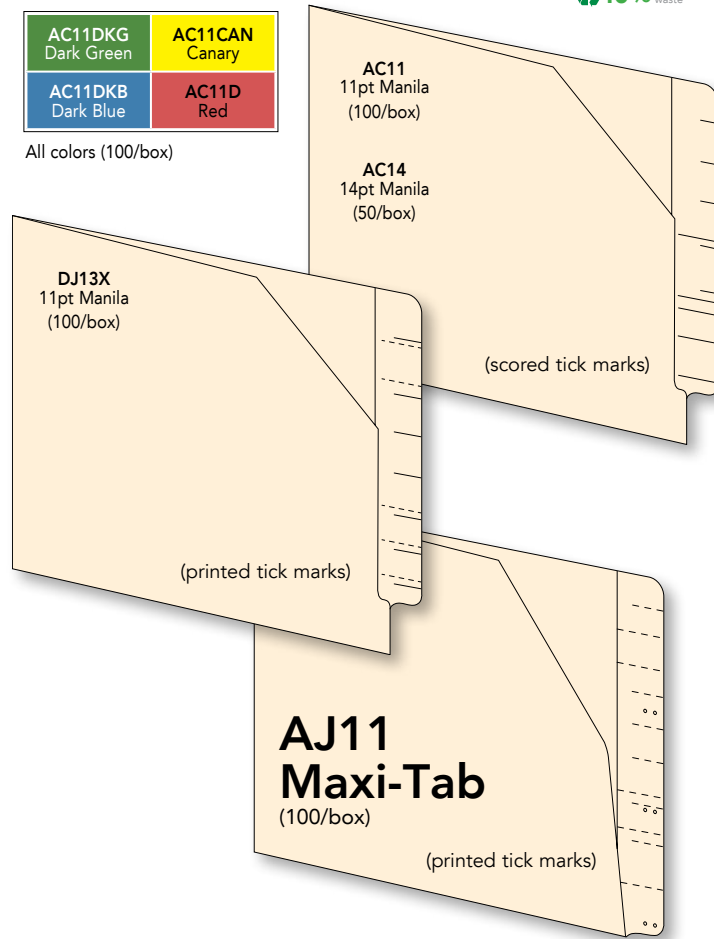 waste
AC11DKG
Dark Green
AC11CAN
Canary
AC11DKB
Dark Blue
AC11D
Red
All colors (100/box)
AC11
11pt Manila
(100/box)
AC14
14pt Manila
(50/box)
(scored tick marks)
DJ13X
11pt Manila
(100/box)
(printed tick marks)
AJ11
Maxi-Tab
(100/box)
(printed tick marks)